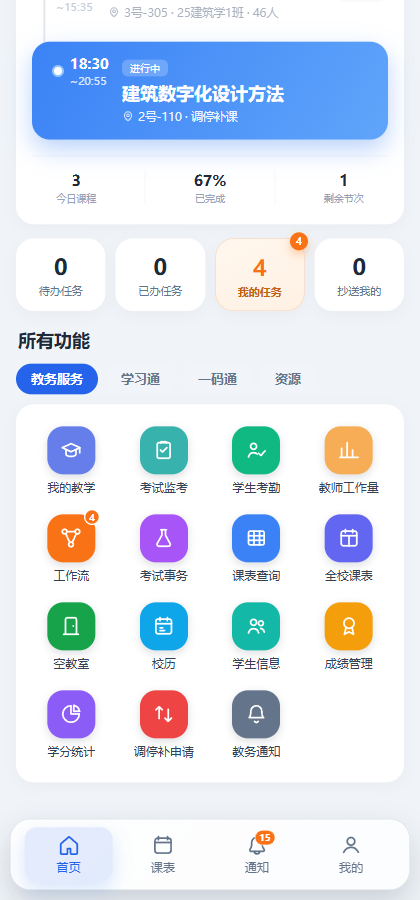 ~15:35
3号-305 · 25建筑学1班 · 46人
18:30
进行中
~20:55
建筑数字化设计方法
2号-110 · 调停补课
3
67%
1
今日课程
已完成
剩余节次
4
0
0
4
0
待办任务
已办任务
我的任务
抄送我的
所有功能
教务服务
学习通
一码通
资源
我的教学
考试监考
学生考勤
教师工作量
4
工作流
考试事务
课表查询
全校课表
空教室
校历
学生信息
成绩管理
学分统计
调停补申请
教务通知
15
首页
课表
通知
我的